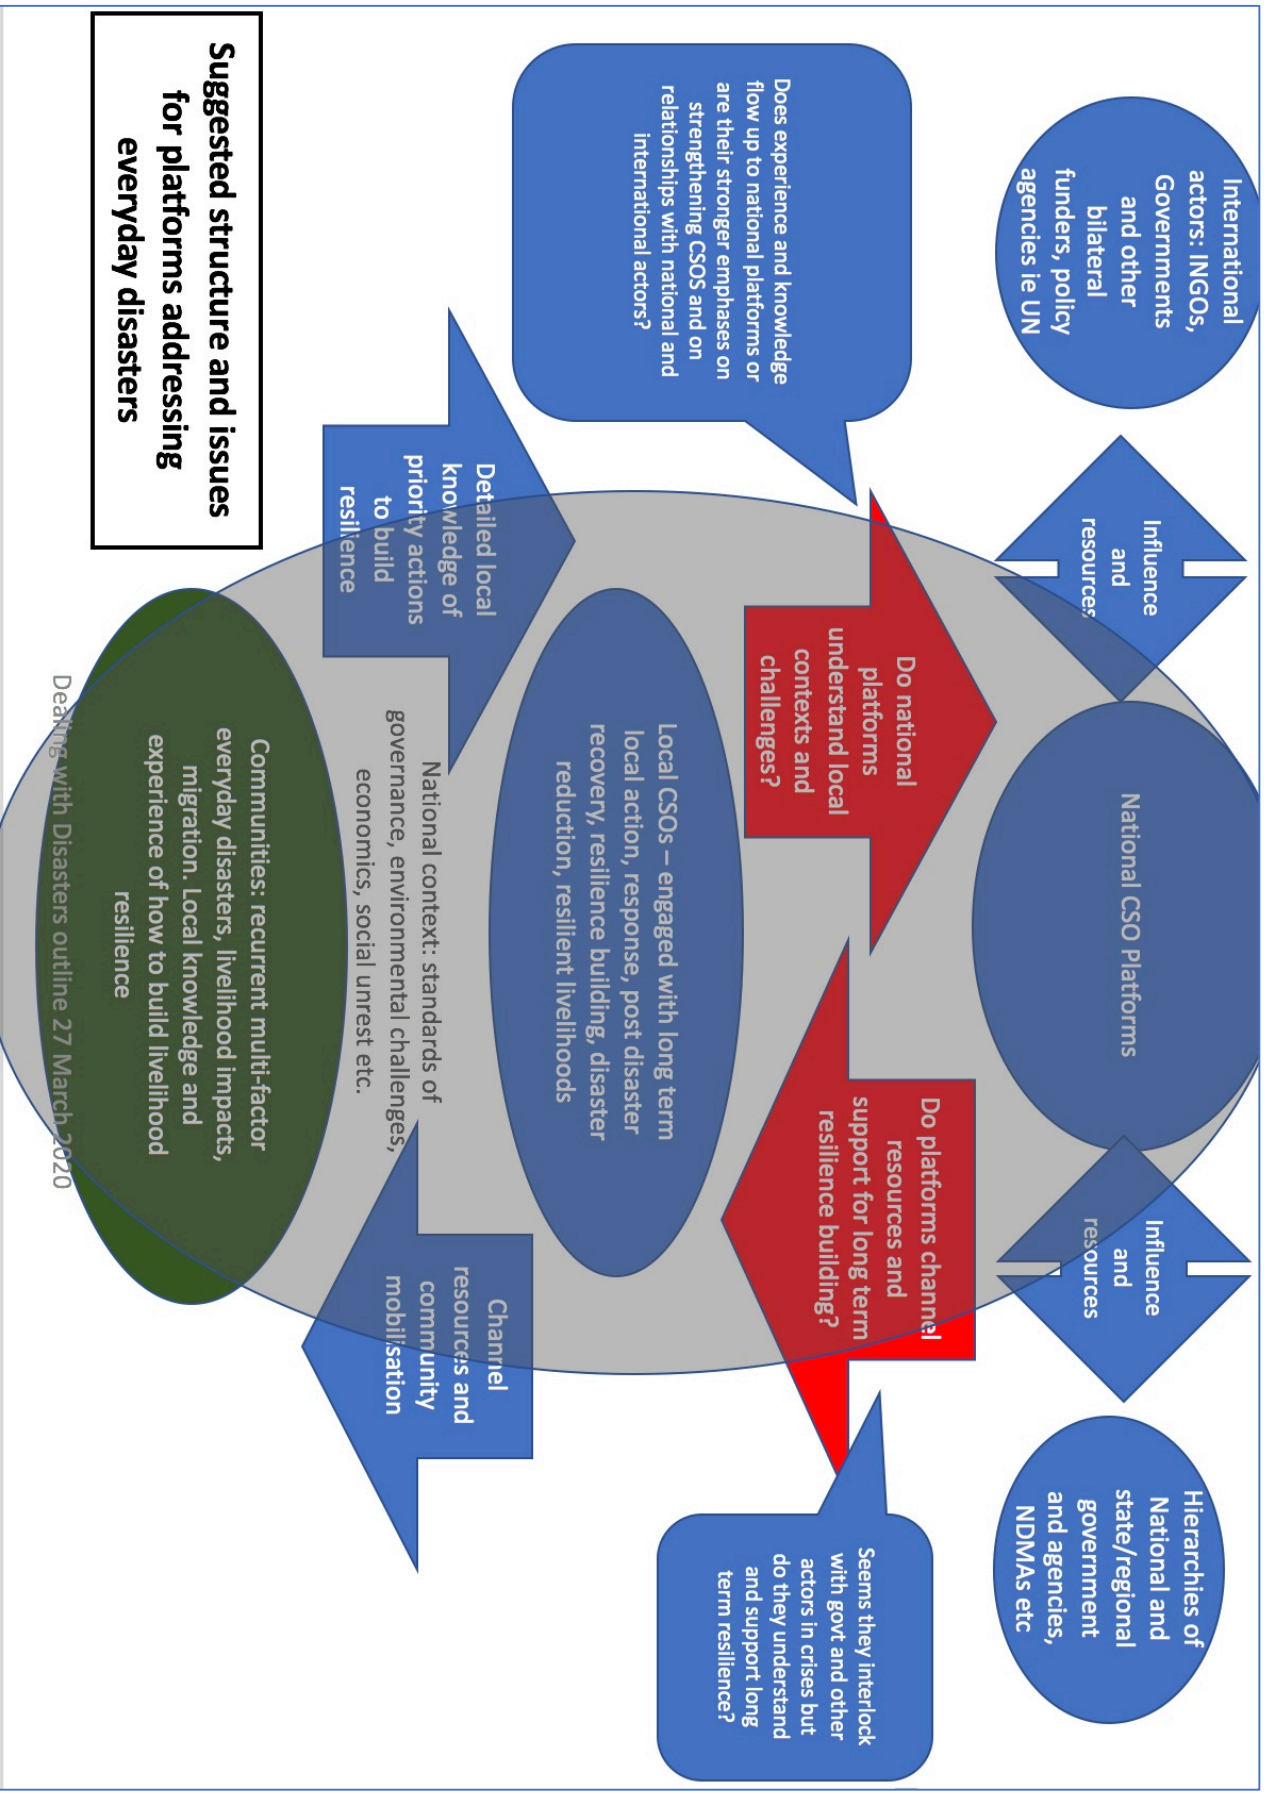 International
actors: INGOs,
Governments
and other
bilateral
funders, policy
agencies ie UN
Influence
and
resources
National CSO Platforms
Influence
and
resources
Hierarchies of
National and
state/regional
government
and agencies,
NDMAs etc
Does experience and knowledge
flow up to national platforms or
are their stronger emphases on
strengthening CSOS and on
relationships with national and
international actors?
Do national
platforms
understand local
contexts and
challenges?
Do platforms channel
resources and
support for long term
resilience building?
Seems they interlock
with govt and other
actors in crises but
do they understand
and support long
term resilience?
Local CSOs – engaged with long term
local action, response, post disaster
recovery, resilience building, disaster
reduction, resilient livelihoods
Detailed local
knowledge of
priority actions
to build
resilience
National context: standards of
governance, environmental challenges,
economics, social unrest etc.
Channel
resources and
community
mobilisation
Suggested structure and issues
for platforms addressing
everyday disasters
Communities: recurrent multi-factor
everyday disasters, livelihood impacts,
migration. Local knowledge and
experience of how to build livelihood
resilience
Dealing with Disasters outline 27 March 2020